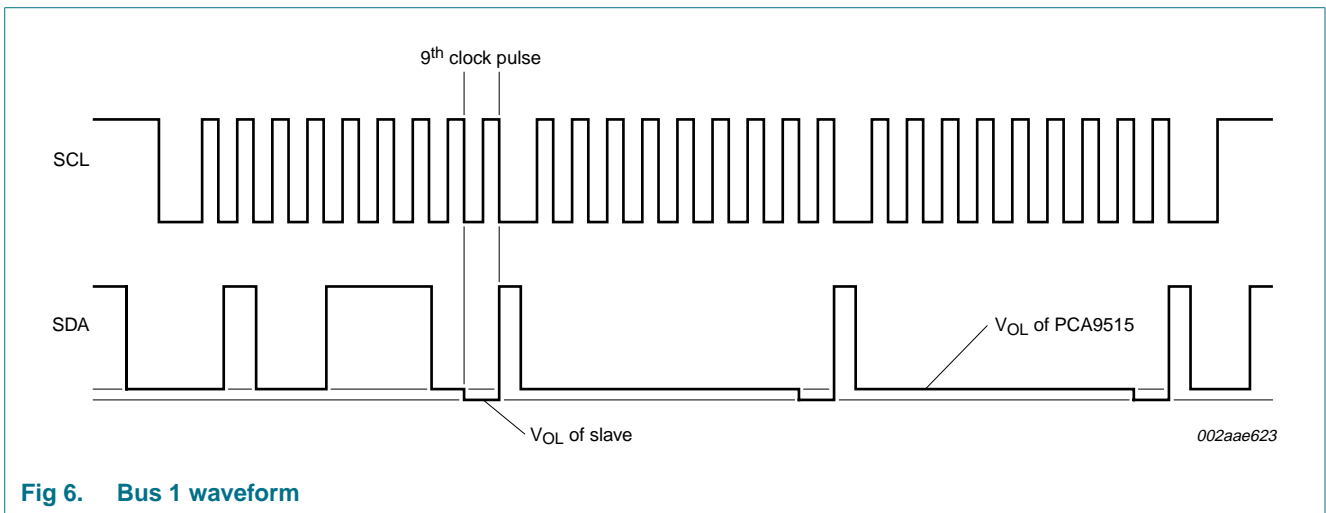 9th clock pulse
SCL
SDA
VOL of PCA9515
VOL of slave
002aae623
Fig 6. Bus 1 waveform